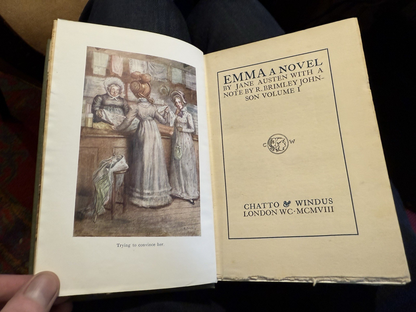 Trying to convince her
EMMA A NOVEL
BY JANE AUSTEN WITH A
NOTE BY R. BRIMLEY JOHN-
SON VOLUME I
C W
CHATTO & WINDUS
LONDON WC · MCMVIII